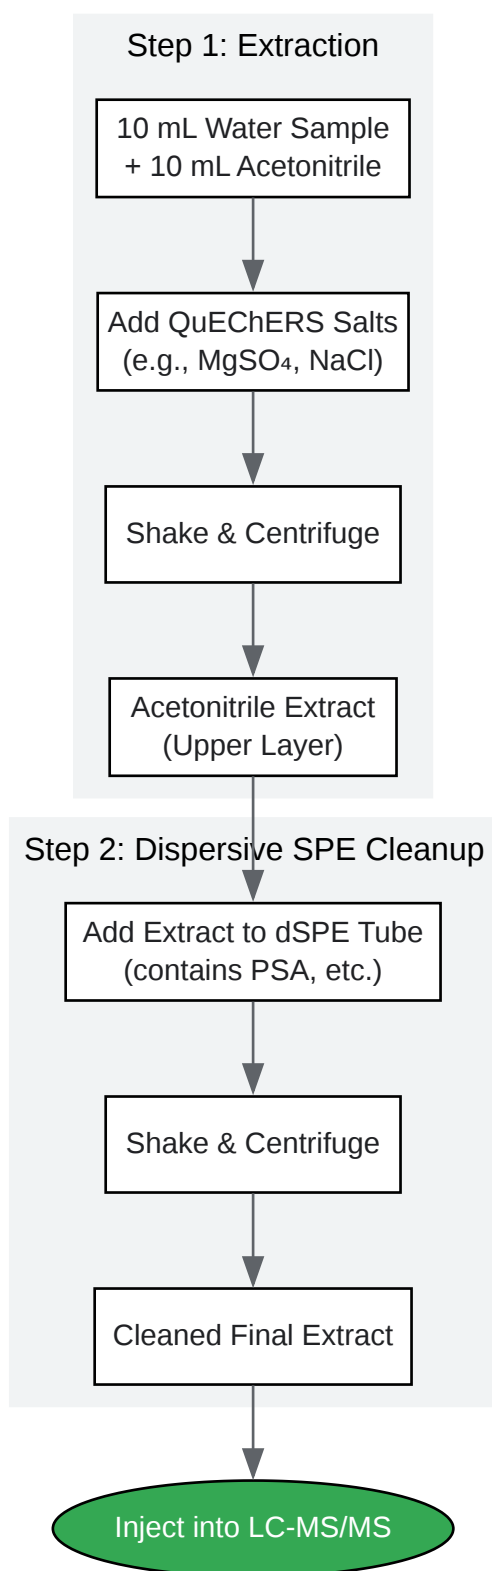 Step 1: Extraction
10 mL Water Sample
+ 10 mL Acetonitrile
Add QuEChERS Salts
(e.g., MgSO₄, NaCl)
Shake & Centrifuge
Acetonitrile Extract
(Upper Layer)
Step 2: Dispersive SPE Cleanup
Add Extract to dSPE Tube
(contains PSA, etc.)
Shake & Centrifuge
Cleaned Final Extract
Inject into LC-MS/MS